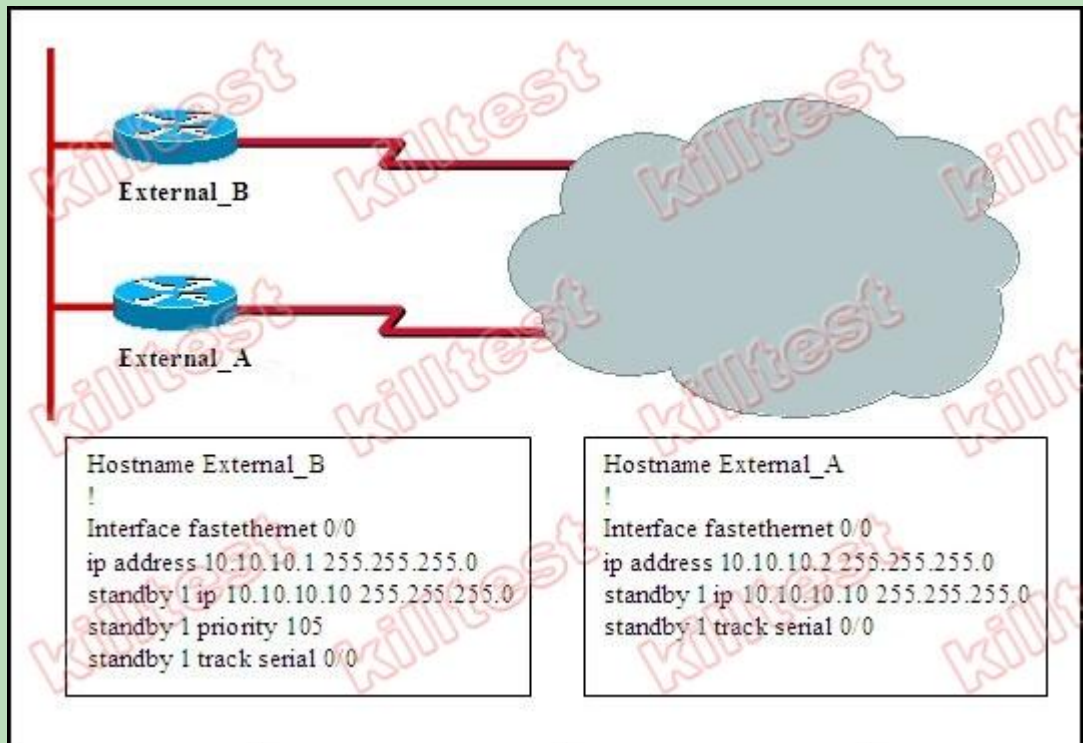 External_B
External_A
Hostname External_B
!
Interface fastethernet 0/0
ip address 10.10.10.1 255.255.255.0
standby 1 ip 10.10.10.10 255.255.255.0
standby 1 priority 105
standby 1 track serial 0/0
Hostname External_A
!
Interface fastethernet 0/0
ip address 10.10.10.2 255.255.255.0
standby 1 ip 10.10.10.10 255.255.255.0
standby 1 track serial 0/0
killtest
killtest
killtest
killtest
killtest
killtest
killtest
killtest
killtest
killtest
killtest
killtest